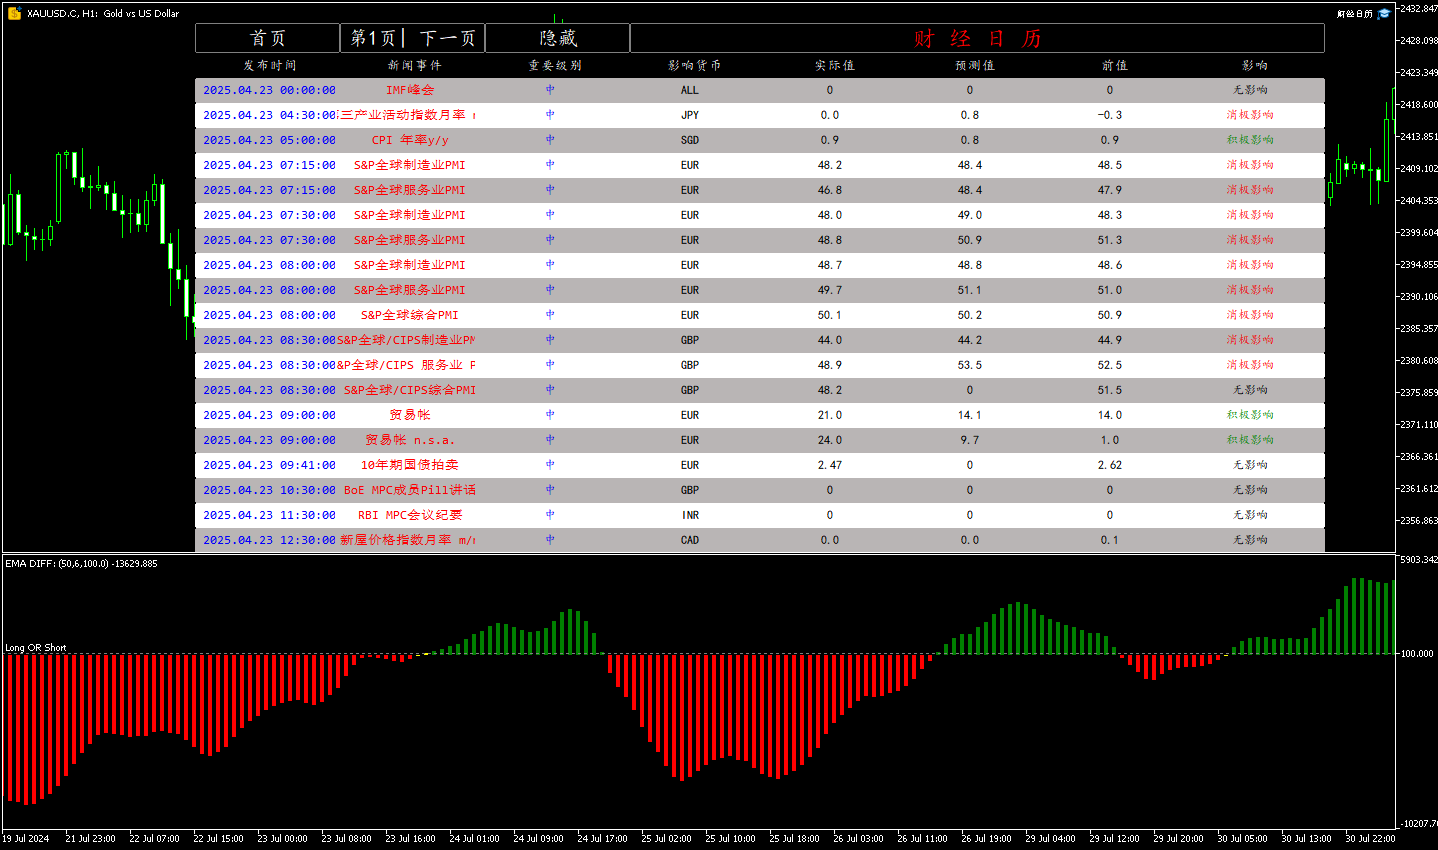 XAUUSD.C, H1: Gold vs US Dollar
财经日历
首页 第1页| 下一页 隐藏 财 经 日 历
发布时间 新闻事件 重要级别 影响货币 实际值 预测值 前值 影响
2025.04.23 00:00:00 IMF峰会 中 ALL 0 0 0 无影响
2025.04.23 04:30:00 三产业活动指数月率 中 JPY 0.0 0.8 -0.3 消极影响
2025.04.23 05:00:00 CPI 年率y/y 中 SGD 0.9 0.8 0.9 积极影响
2025.04.23 07:15:00 S&P全球制造业PMI 中 EUR 48.2 48.4 48.5 消极影响
2025.04.23 07:15:00 S&P全球服务业PMI 中 EUR 46.8 48.4 47.9 消极影响
2025.04.23 07:30:00 S&P全球制造业PMI 中 EUR 48.0 49.0 48.3 消极影响
2025.04.23 07:30:00 S&P全球服务业PMI 中 EUR 48.8 50.9 51.3 消极影响
2025.04.23 08:00:00 S&P全球制造业PMI 中 EUR 48.7 48.8 48.6 消极影响
2025.04.23 08:00:00 S&P全球服务业PMI 中 EUR 49.7 51.1 51.0 消极影响
2025.04.23 08:00:00 S&P全球综合PMI 中 EUR 50.1 50.2 50.9 消极影响
2025.04.23 08:30:00 S&P全球/CIPS制造业PM 中 GBP 44.0 44.2 44.9 消极影响
2025.04.23 08:30:00 &P全球/CIPS 服务业 P 中 GBP 48.9 53.5 52.5 消极影响
2025.04.23 08:30:00 S&P全球/CIPS综合PMI 中 GBP 48.2 0 51.5 无影响
2025.04.23 09:00:00 贸易帐 中 EUR 21.0 14.1 14.0 积极影响
2025.04.23 09:00:00 贸易帐 n.s.a. 中 EUR 24.0 9.7 1.0 积极影响
2025.04.23 09:41:00 10年期国债拍卖 中 EUR 2.47 0 2.62 无影响
2025.04.23 10:30:00 BoE MPC成员Pill讲话 中 GBP 0 0 0 无影响
2025.04.23 11:30:00 RBI MPC会议纪要 中 INR 0 0 0 无影响
2025.04.23 12:30:00 新屋价格指数月率 m/ 中 CAD 0.0 0.0 0.1 无影响
2432.847
2428.098
2423.349
2418.600
2413.851
2409.102
2404.353
2399.604
2394.855
2390.106
2385.357
2380.608
2375.859
2371.110
2366.361
2361.612
2356.863
EMA DIFF: (50,6,100.0) -13629.885
5903.342
Long OR Short
100.000
-10207.70
19 Jul 2024 21 Jul 23:00 22 Jul 07:00 22 Jul 15:00 23 Jul 00:00 23 Jul 08:00 23 Jul 16:00 24 Jul 01:00 24 Jul 09:00 24 Jul 17:00 25 Jul 02:00 25 Jul 10:00 25 Jul 18:00 26 Jul 03:00 26 Jul 11:00 26 Jul 19:00 29 Jul 04:00 29 Jul 12:00 29 Jul 20:00 30 Jul 05:00 30 Jul 13:00 30 Jul 22:00